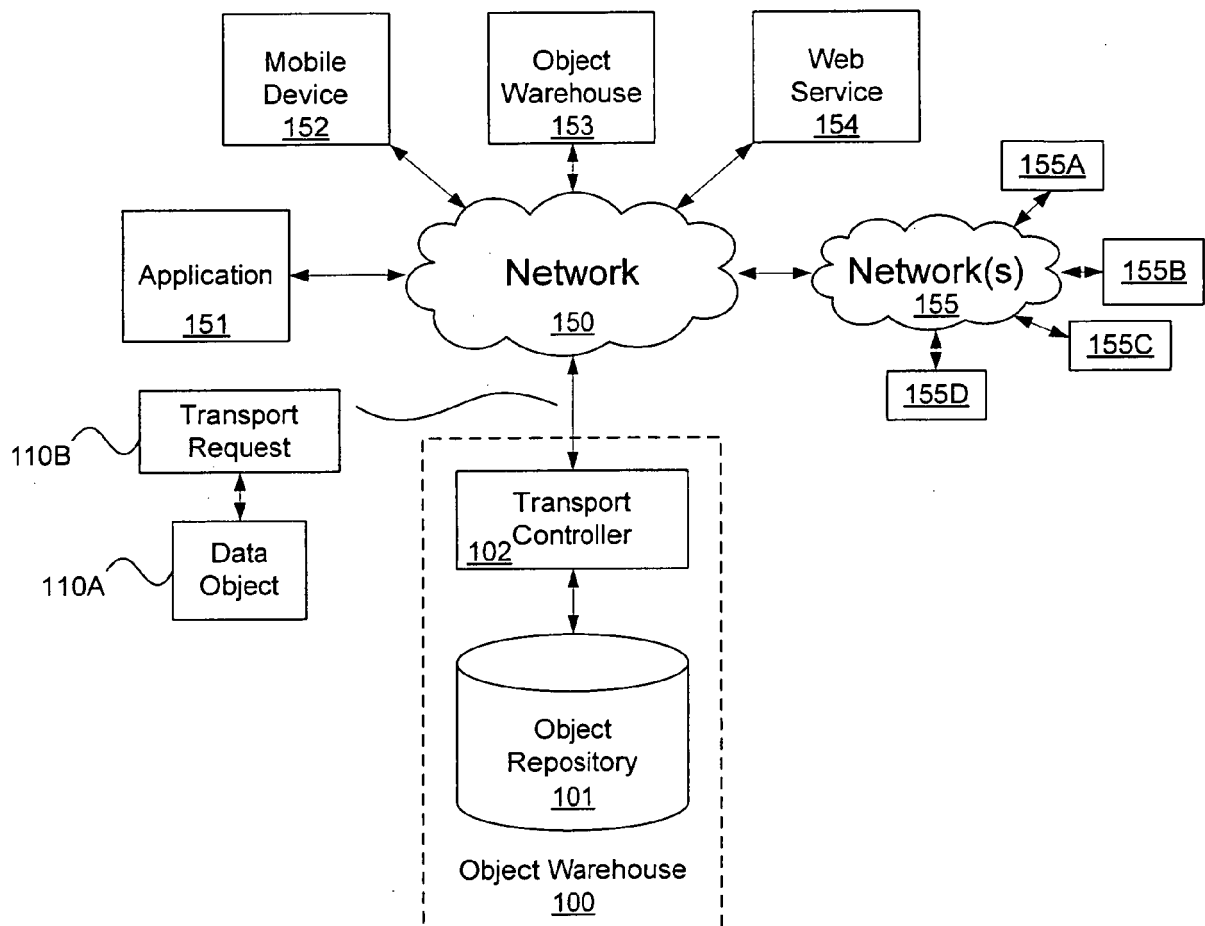 Mobile
Device
152
Object
Warehouse
153
Web
Service
154
155A
Application
151
Network
150
Network(s)
155
155B
155C
155D
Transport
Request
110B
Data
Object
110A
Transport
Controller
102
Object
Repository
101
Object Warehouse
100